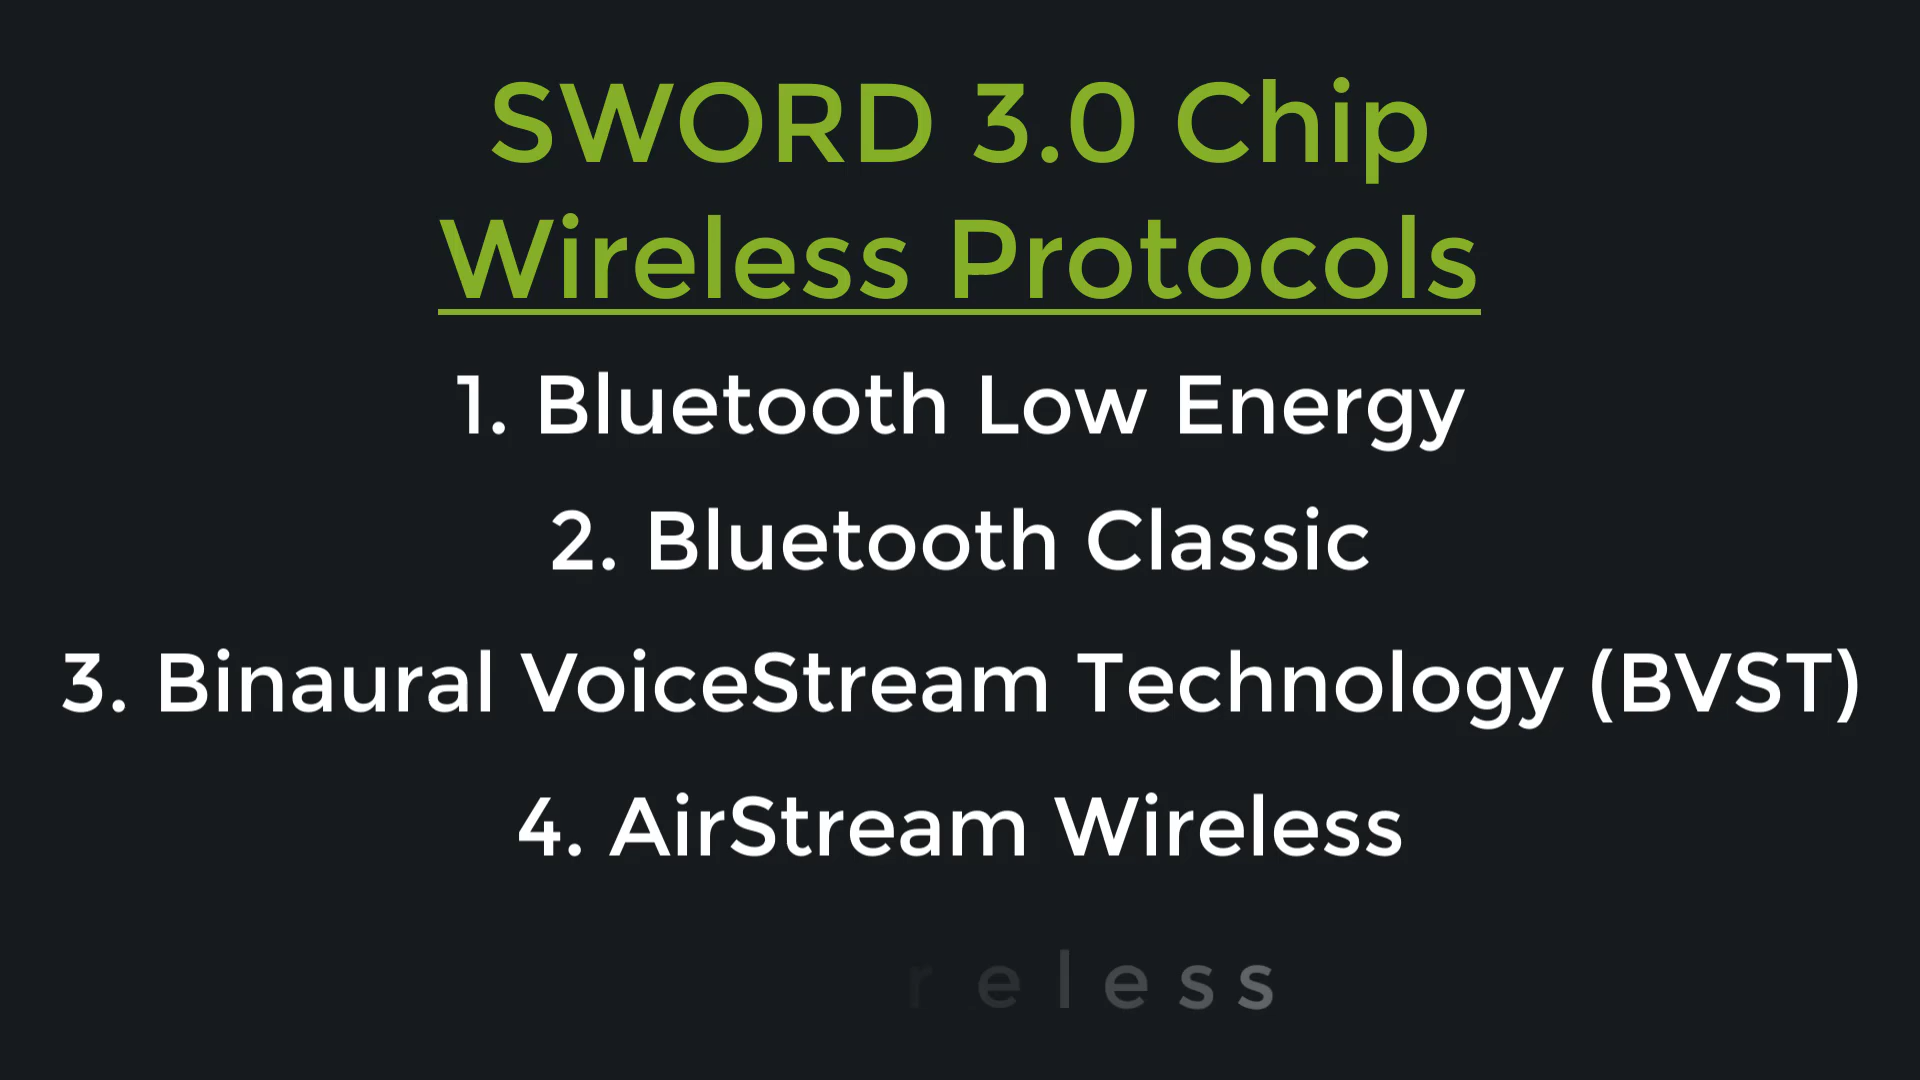 SWORD 3.0 Chip
Wireless Protocols
1. Bluetooth Low Energy
2. Bluetooth Classic
3. Binaural VoiceStream Technology (BVST)
4. AirStream Wireless
reless